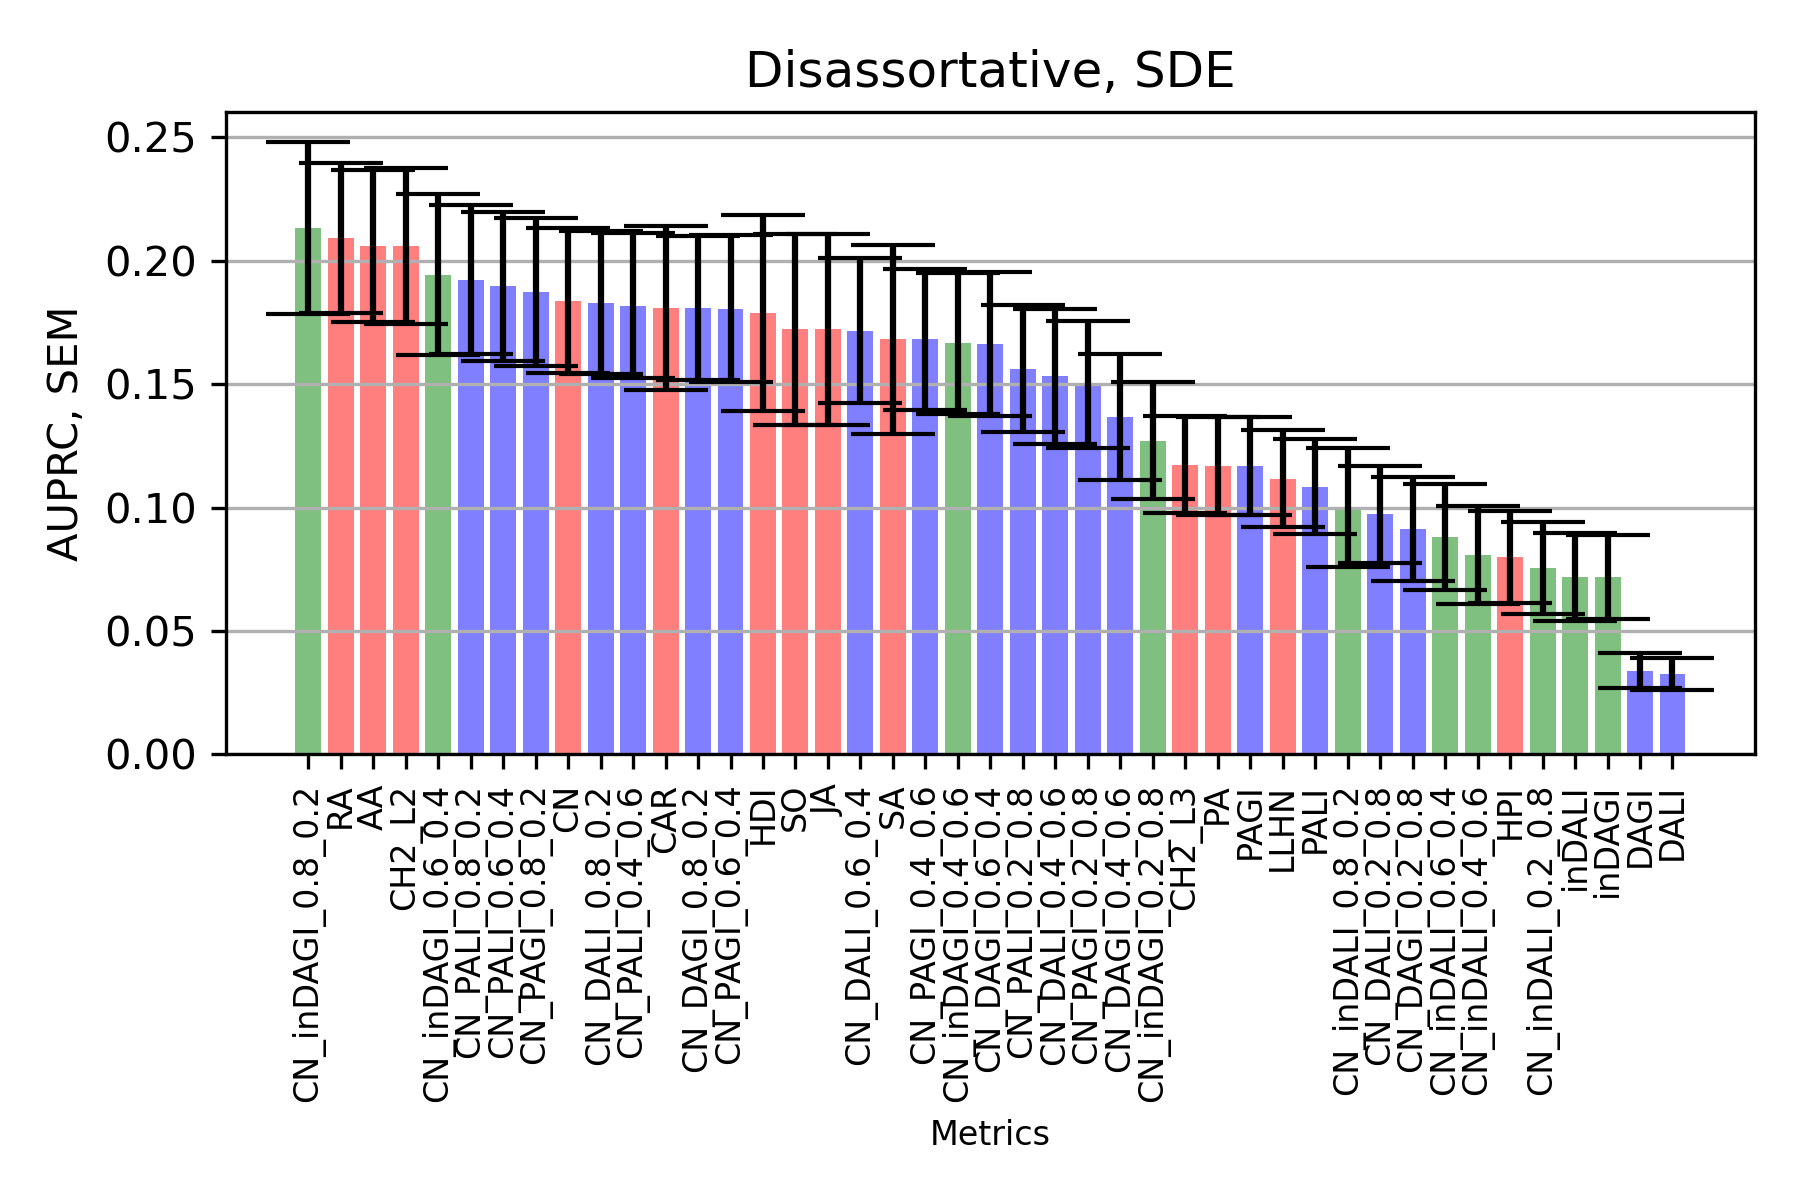 Disassortative, SDE
AUPRC, SEM
0.25
0.20
0.15
0.10
0.05
0.00
CN_inDAGI_0.8_0.2
RA
AA
CH2_L2
CN_inDAGI_0.6_0.4
CN_PALI_0.8_0.2
CN_PALI_0.6_0.4
CN_PAGI_0.8_0.2
CN
CN_DALI_0.8_0.2
CN_PALI_0.4_0.6
CAR
CN_DAGI_0.8_0.2
CN_PAGI_0.6_0.4
HDI
SO
JA
CN_DALI_0.6_0.4
SA
CN_PAGI_0.4_0.6
CN_inDAGI_0.4_0.6
CN_DAGI_0.6_0.4
CN_PALI_0.2_0.8
CN_DALI_0.4_0.6
CN_PAGI_0.2_0.8
CN_DAGI_0.4_0.6
CN_inDAGI_0.2_0.8
CH2_L3
PA
PAGI
LLHN
PALI
CN_inDALI_0.8_0.2
CN_DALI_0.2_0.8
CN_DAGI_0.2_0.8
CN_inDALI_0.6_0.4
CN_inDALI_0.4_0.6
HPI
CN_inDALI_0.2_0.8
inDALI
inDAGI
DAGI
DALI
Metrics